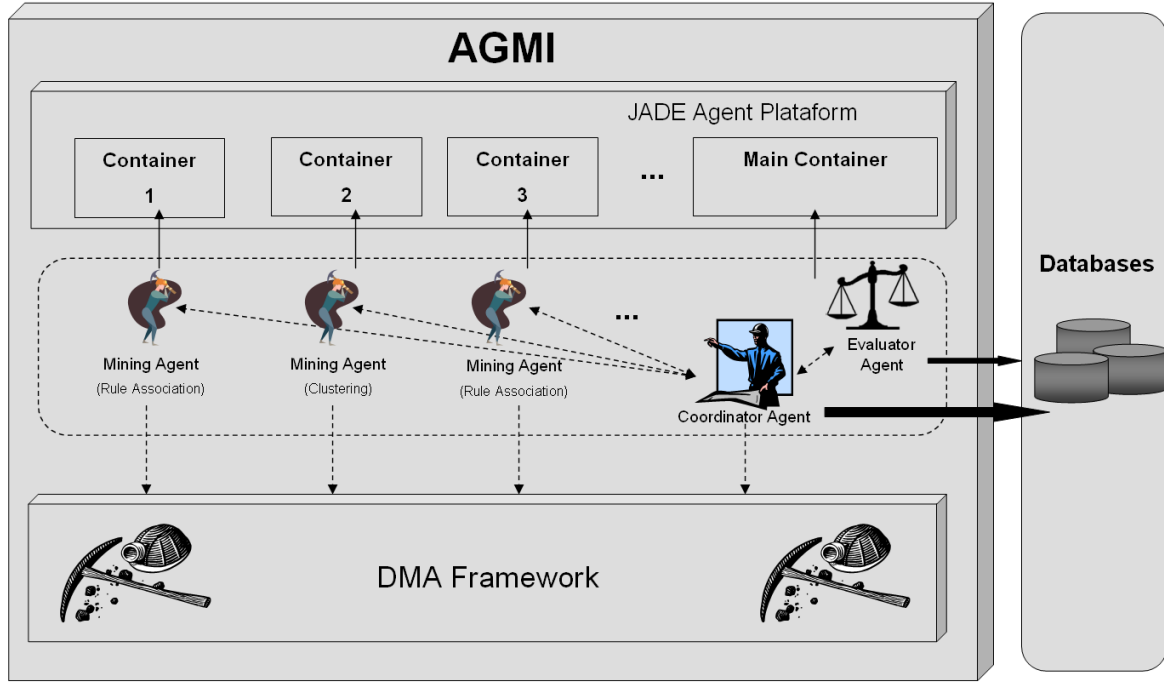 AGMI
JADE Agent Plataform
Container
1
Container
2
Container
3
...
Main Container
Databases
Mining Agent
(Rule Association)
Mining Agent
(Clustering)
Mining Agent
(Rule Association)
...
Coordinator Agent
Evaluator
Agent
DMA Framework